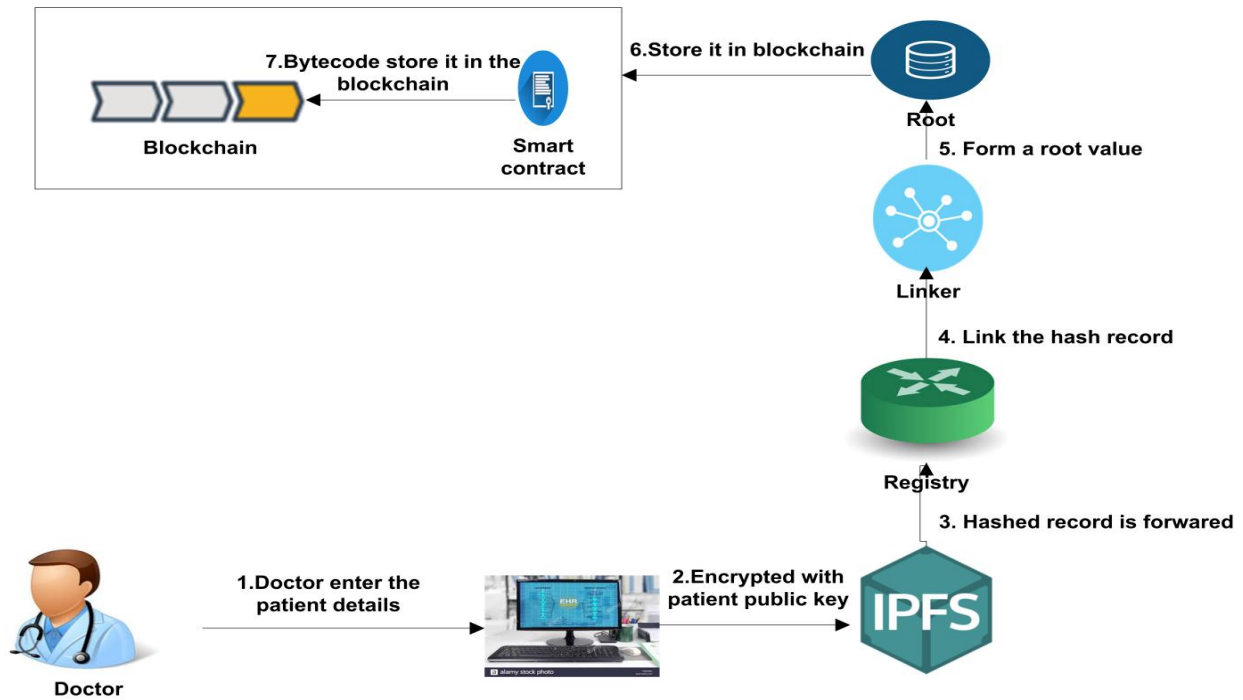 7.Bytecode store it in the
blockchain
Blockchain
Smart
contract
6.Store it in blockchain
Root
5. Form a root value
Linker
4. Link the hash record
Registry
3. Hashed record is forwared
IPFS
2.Encrypted with
patient public key
EHR
a alamy stock photo
1.Doctor enter the
patient details
Doctor